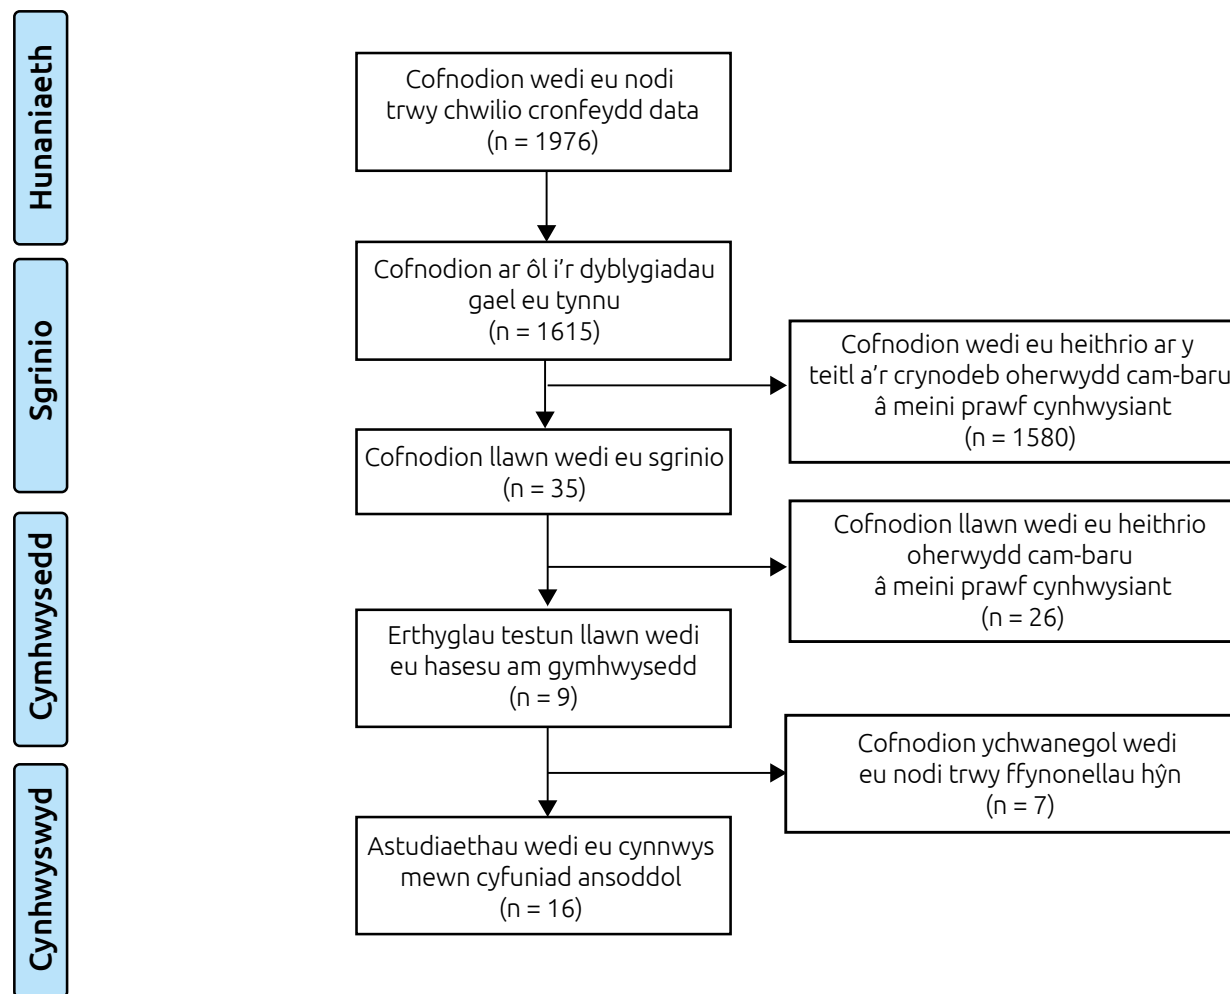 Hunaniaeth
Cofnodion wedi eu nodi
trwy chwilio cronfeydd data
(n = 1976)
Sgrinio
Cofnodion ar ôl i’r dyblygiadau
gael eu tynnu
(n = 1615)
Cofnodion wedi eu heithrio ar y
teitl a’r crynodeb oherwydd cam-baru
â meini prawf cynhwysiant
(n = 1580)
Cofnodion llawn wedi eu sgrinio
(n = 35)
Cymhwysedd
Cofnodion llawn wedi eu heithrio
oherwydd cam-baru
â meini prawf cynhwysiant
(n = 26)
Erthyglau testun llawn wedi
eu hasesu am gymhwysedd
(n = 9)
Cofnodion ychwanegol wedi
eu nodi trwy ffynonellau hŷn
(n = 7)
Cynhwyswyd
Astudiaethau wedi eu cynnwys
mewn cyfuniad ansoddol
(n = 16)